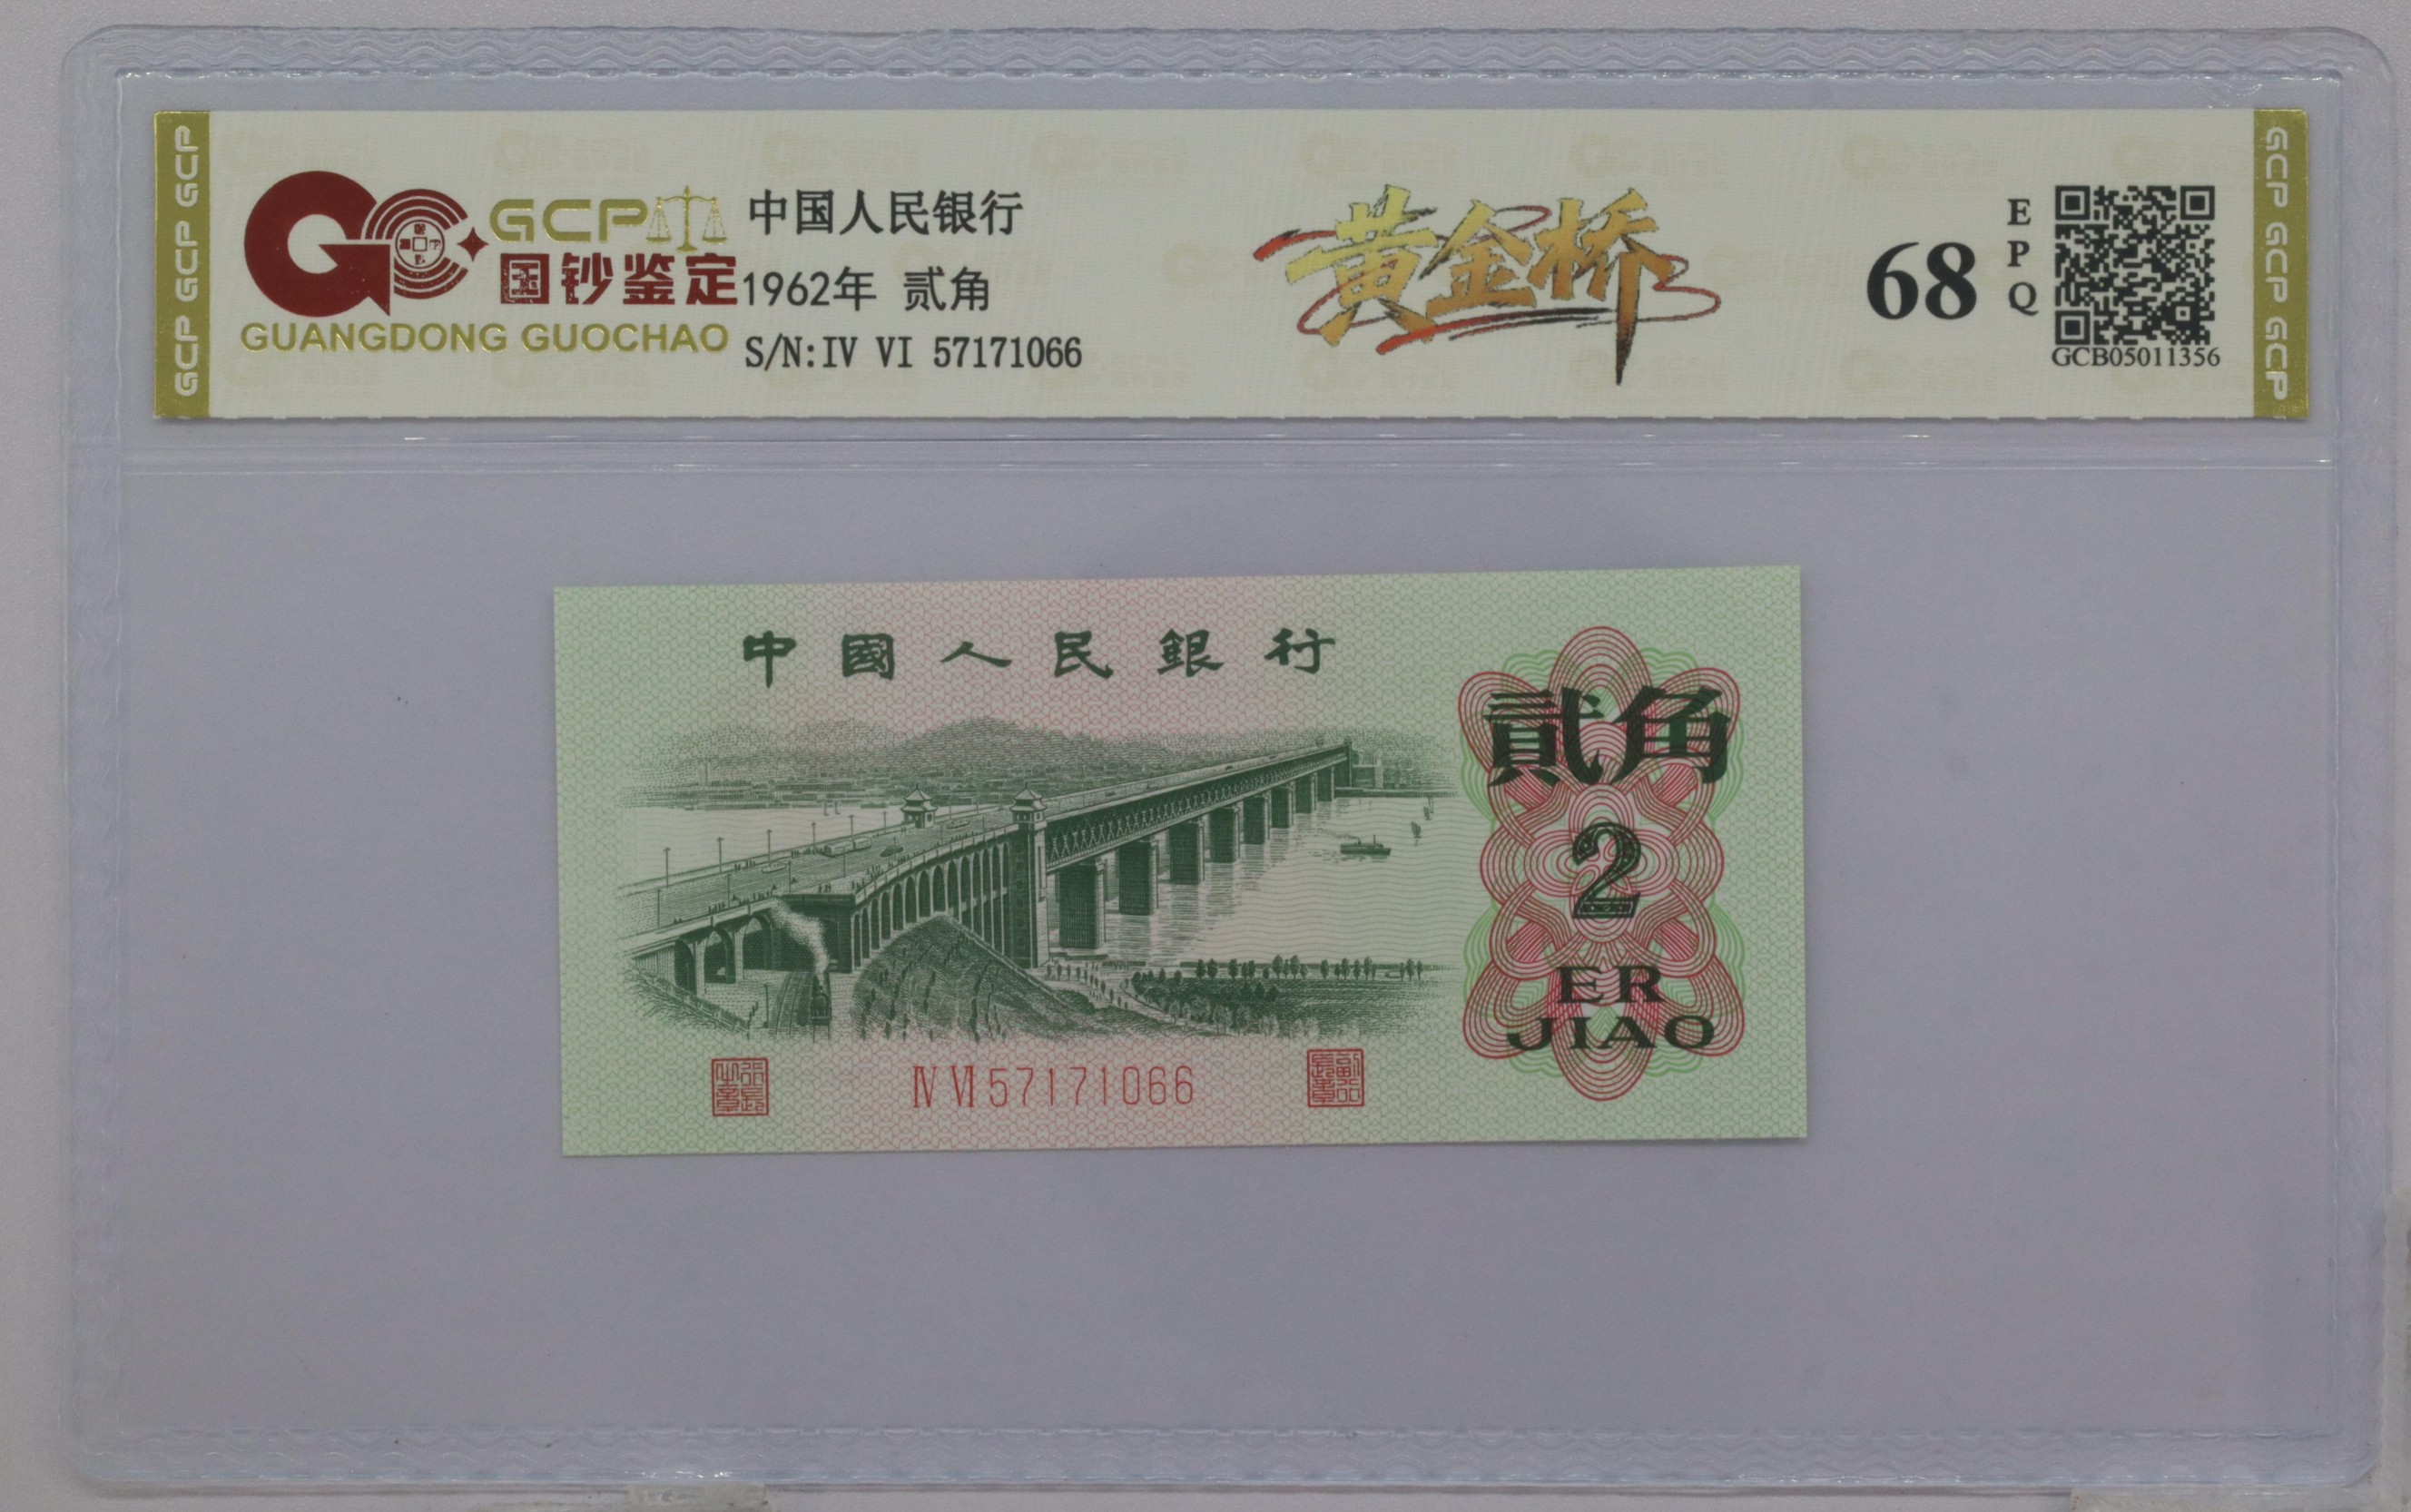 GCP GCP GCP
GCP
国钞鉴定
GUANGDONG GUOCHAO
中国人民银行
1962年 贰角
S/N:IV VI 57171066
黄金桥
68
EPQ
GCB05011356
GCP GCP GCP
中國人民銀行
貳角
2
ER
JIAO
IV VI 57171066